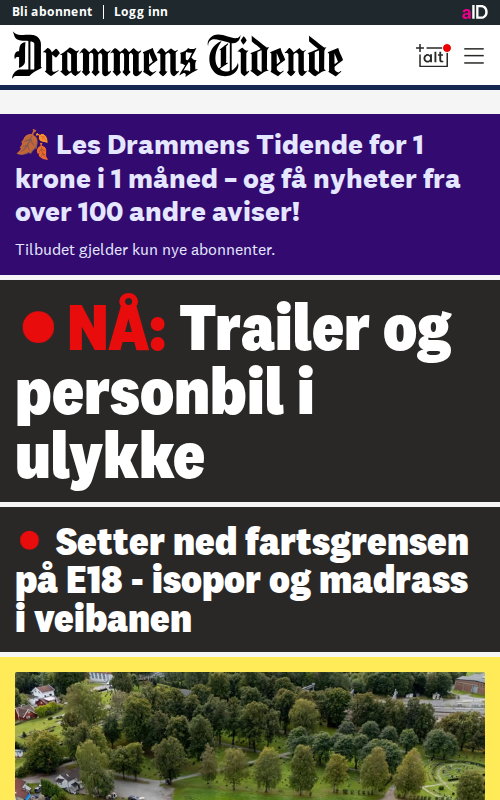 Bli abonnent
Logg inn
aID
Drammens Tidende
+alt
🍂 Les Drammens Tidende for 1
krone i 1 måned – og få nyheter fra
over 100 andre aviser!
Tilbudet gjelder kun nye abonnenter.
NÅ: Trailer og
personbil i
ulykke
Setter ned fartsgrensen
på E18 - isopor og madrass
i veibanen